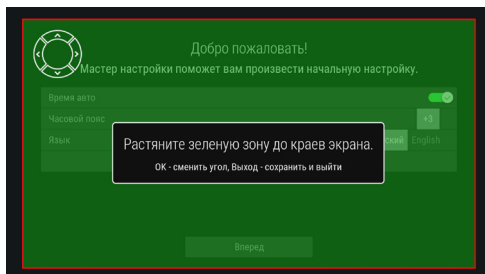 Добро пожаловать!
Мастер настройки поможет вам произвести начальную настройку.
Время авто
Часовой пояс +3
Язык English
Растяните зеленую зону до краев экрана.
ОК - сменить угол, Выход - сохранить и выйти
Вперед